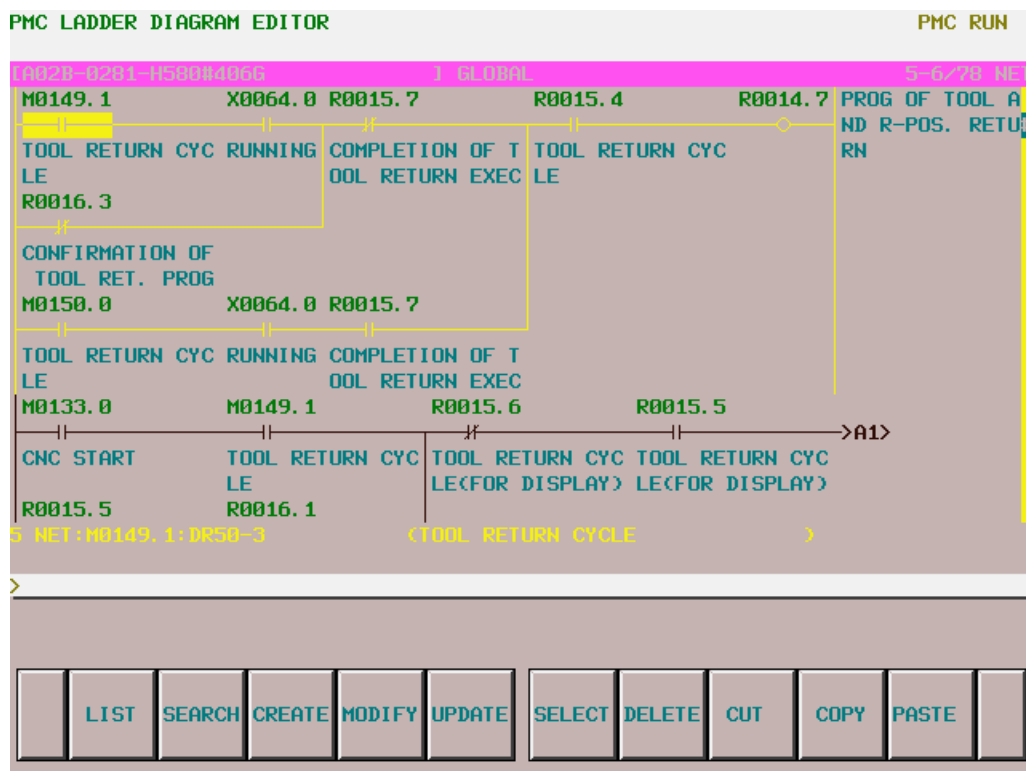 PMC LADDER DIAGRAM EDITOR PMC RUN
[A02B-0281-H580#406G ] GLOBAL 5-6/78 NET
M0149.1 X0064.0 R0015.7 R0015.4 R0014.7 PROG OF TOOL A
ND R-POS. RETU
TOOL RETURN CYC RUNNING COMPLETION OF T TOOL RETURN CYC RN
LE OOL RETURN EXEC LE
R0016.3
CONFIRMATION OF
TOOL RET. PROG
M0150.0 X0064.0 R0015.7
TOOL RETURN CYC RUNNING COMPLETION OF T
LE OOL RETURN EXEC
M0133.0 M0149.1 R0015.6 R0015.5
>A1>
CNC START TOOL RETURN CYC TOOL RETURN CYC TOOL RETURN CYC
LE LE(FOR DISPLAY) LE(FOR DISPLAY)
R0015.5 R0016.1
5 NET:M0149.1:DR50-3 (TOOL RETURN CYCLE )
>
LIST SEARCH CREATE MODIFY UPDATE SELECT DELETE CUT COPY PASTE